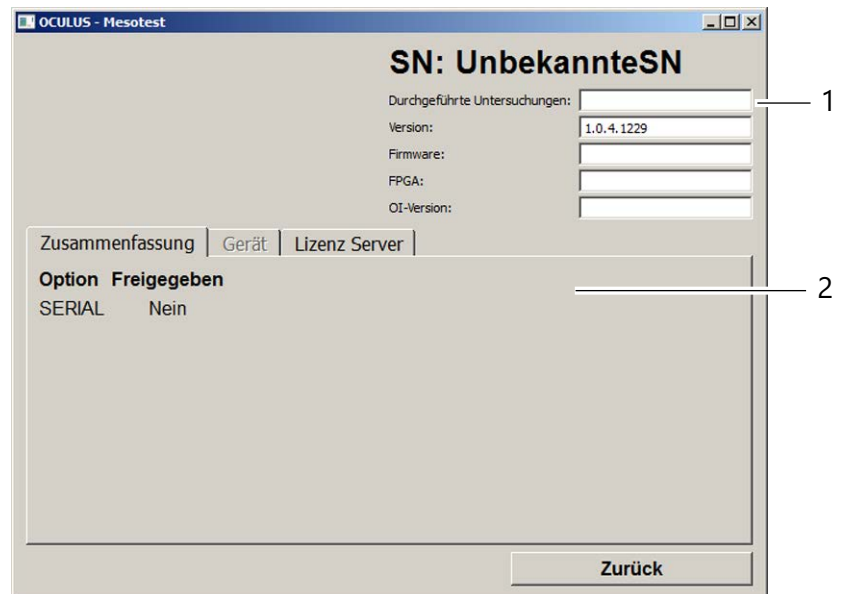 OCULUS - Mesotest
SN: UnbekannteSN
Durchgeführte Untersuchungen:
1
Version: 1.0.4.1229
Firmware:
FPGA:
OI-Version:
Zusammenfassung Gerät Lizenz Server
Option Freigegeben
2
SERIAL Nein
Zurück